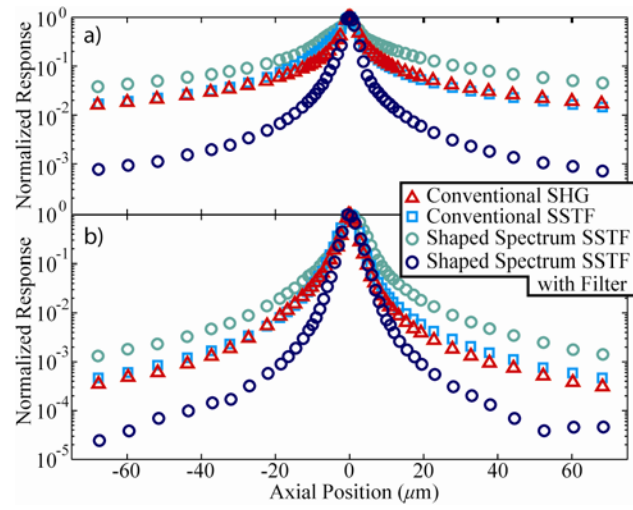 a)
Normalized Response
10⁰
10⁻¹
10⁻²
10⁻³
Conventional SHG
Conventional SSTF
Shaped Spectrum SSTF
Shaped Spectrum SSTF
with Filter
b)
Normalized Response
10⁰
10⁻¹
10⁻²
10⁻³
10⁻⁴
10⁻⁵
-60 -40 -20 0 20 40 60
Axial Position (μm)